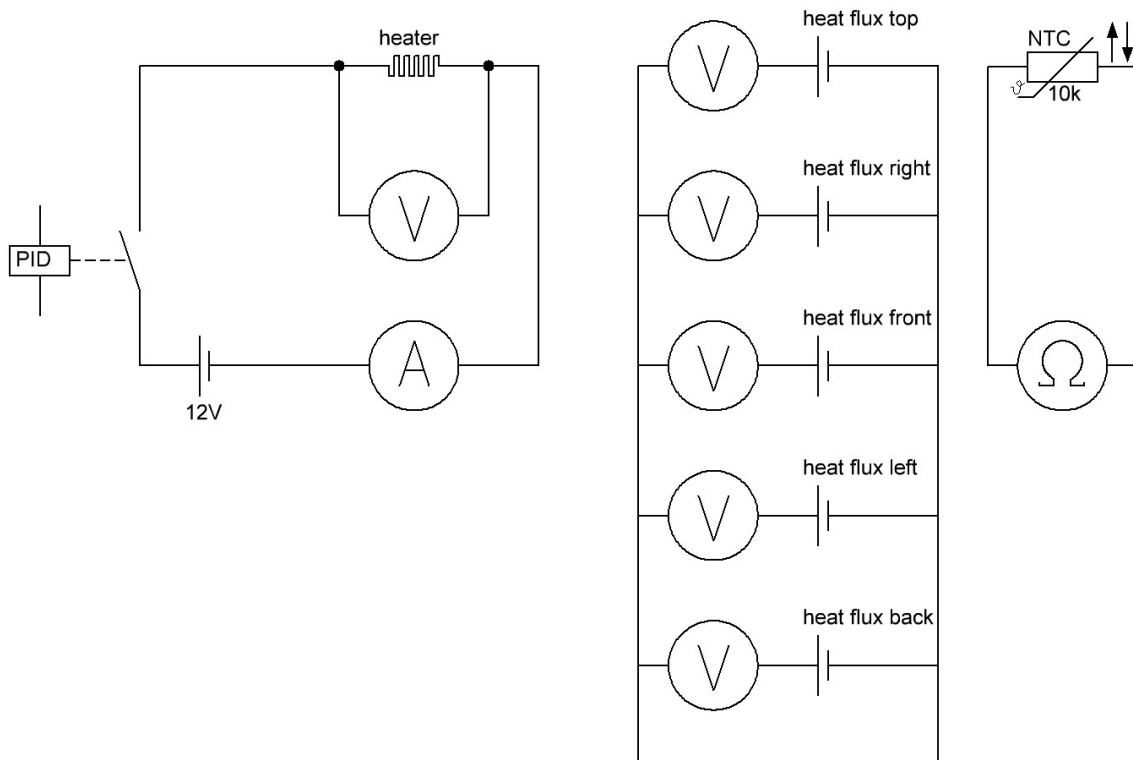 heater
V
PID
A
12V
heat flux top
V
heat flux right
V
heat flux front
V
heat flux left
V
heat flux back
V
NTC
ϑ
10k
Ω